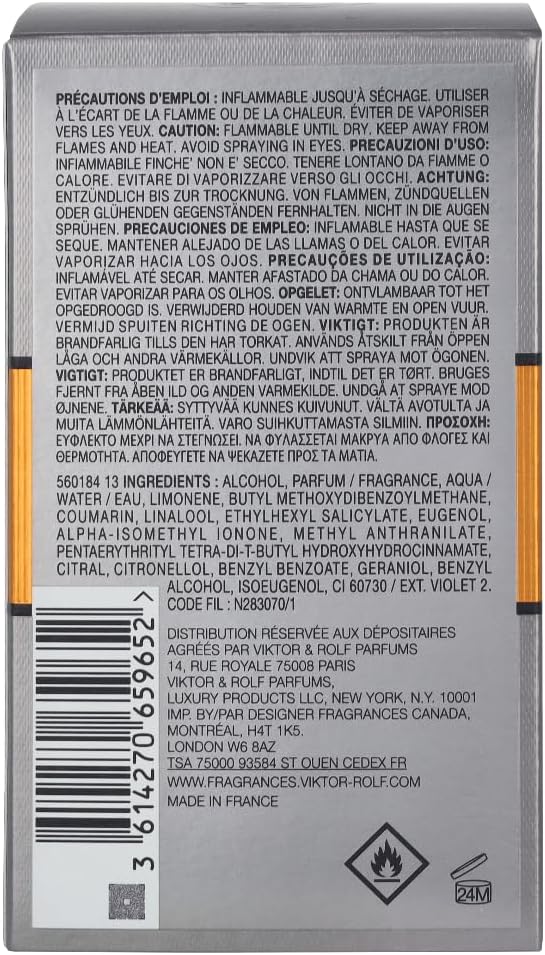 PRÉCAUTIONS D'EMPLOI : INFLAMMABLE JUSQU'À SÉCHAGE. UTILISER
À L'ÉCART DE LA FLAMME OU DE LA CHALEUR. ÉVITER DE VAPORISER
VERS LES YEUX. CAUTION: FLAMMABLE UNTIL DRY. KEEP AWAY FROM
FLAMES AND HEAT. AVOID SPRAYING IN EYES. PRECAUZIONI D'USO:
INFIAMMABILE FINCHE' NON E' SECCO. TENERE LONTANO DA FIAMME O
CALORE. EVITARE DI VAPORIZZARE VERSO GLI OCCHI. ACHTUNG:
ENTZÜNDLICH BIS ZUR TROCKNUNG. VON FLAMMEN, ZÜNDQUELLEN
ODER GLÜHENDEN GEGENSTÄNDEN FERNHALTEN. NICHT IN DIE AUGEN
SPRÜHEN. PRECAUCIONES DE EMPLEO: INFLAMABLE HASTA QUE SE
SEQUE. MANTENER ALEJADO DE LAS LLAMAS O DEL CALOR. EVITAR
VAPORIZAR HACIA LOS OJOS. PRECAUÇÕES DE UTILIZAÇÃO:
INFLAMÁVEL ATÉ SECAR. MANTER AFASTADO DA CHAMA OU DO CALOR.
EVITAR VAPORIZAR PARA OS OLHOS. OPGELET: ONTVLAMBAAR TOT HET
OPGEDROOGD IS. VERWIJDERD HOUDEN VAN WARMTE EN OPEN VUUR.
VERMIJD SPUITEN RICHTING DE OGEN. VIKTIGT: PRODUKTEN ÄR
BRANDFARLIG TILLS DEN HAR TORKAT. ANVÄNDS ÅTSKILT FRÅN ÖPPEN
LÅGA OCH ANDRA VÄRMEKÄLLOR. UNDVIK ATT SPRAYA MOT ÖGONEN.
VIGTIGT: PRODUKTET ER BRANDFARLIGT, INDTIL DET ER TØRT. BRUGES
FJERNT FRA ÅBEN ILD OG ANDEN VARMEKILDE. UNDGÅ AT SPRAYE MOD
ØJNENE. TÄRKEÄÄ: SYTTYVÄÄ KUNNES KUIVUNUT. VÄLTÄ AVOTULTA JA
MUITA LÄMMÖNLÄHTEITÄ. VARO SUIHKUTTAMASTA SILMIIN. ΠΡΟΣΟΧΗ:
ΕΥΦΛΕΚΤΟ ΜΕΧΡΙ ΝΑ ΣΤΕΓΝΩΣΕΙ. ΝΑ ΦΥΛΑΣΣΕΤΑΙ ΜΑΚΡΥΑ ΑΠΟ ΦΛΟΓΕΣ ΚΑΙ
ΘΕΡΜΟΤΗΤΑ. ΑΠΟΦΕΥΓΕΤΕ ΝΑ ΨΕΚΑΖΕΤΕ ΠΡΟΣ ΤΑ ΜΑΤΙΑ.
560184 13 INGREDIENTS : ALCOHOL, PARFUM / FRAGRANCE, AQUA /
WATER / EAU, LIMONENE, BUTYL METHOXYDIBENZOYLMETHANE,
COUMARIN, LINALOOL, ETHYLHEXYL SALICYLATE, EUGENOL,
ALPHA-ISOMETHYL IONONE, METHYL ANTHRANILATE,
PENTAERYTHRITYL TETRA-DI-T-BUTYL HYDROXYHYDROCINNAMATE,
CITRAL, CITRONELLOL, BENZYL BENZOATE, GERANIOL, BENZYL
ALCOHOL, ISOEUGENOL, CI 60730 / EXT. VIOLET 2.
CODE FIL : N283070/1
DISTRIBUTION RÉSERVÉE AUX DÉPOSITAIRES
AGRÉÉS PAR VIKTOR & ROLF PARFUMS
14, RUE ROYALE 75008 PARIS
VIKTOR & ROLF PARFUMS,
LUXURY PRODUCTS LLC, NEW YORK, N.Y. 10001
IMP. BY/PAR DESIGNER FRAGRANCES CANADA,
MONTRÉAL, H4T 1K5.
LONDON W6 8AZ
TSA 75000 93584 ST OUEN CEDEX FR
WWW.FRAGRANCES.VIKTOR-ROLF.COM
MADE IN FRANCE
3 614270 659652 >
24M